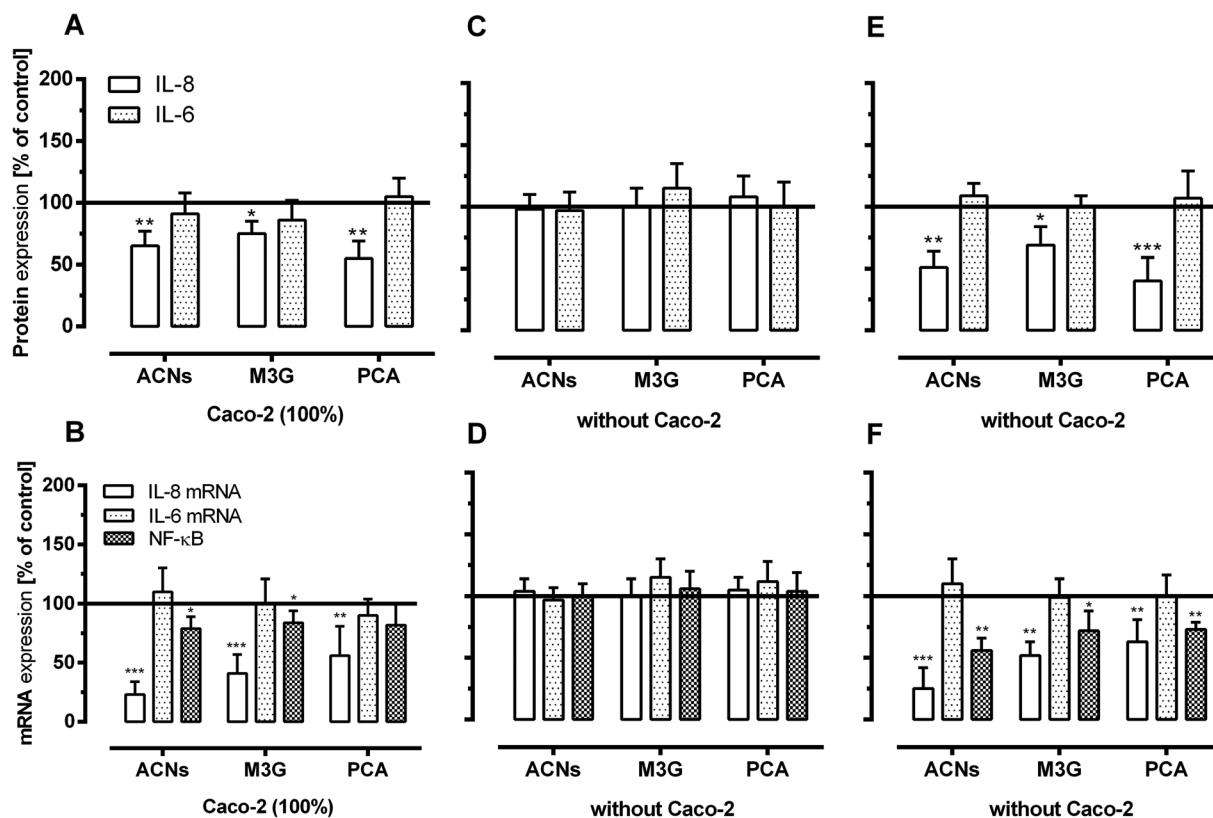 A
C
E
Protein expression [% of control]
200
150
100
50
0
IL-8
IL-6
**
*
**
**
*
***
ACNs
M3G
PCA
Caco-2 (100%)
ACNs
M3G
PCA
without Caco-2
ACNs
M3G
PCA
without Caco-2
B
D
F
mRNA expression [% of control]
200
150
100
50
0
IL-8 mRNA
IL-6 mRNA
NF-κB
***
*
***
*
**
***
**
**
*
**
**
ACNs
M3G
PCA
Caco-2 (100%)
ACNs
M3G
PCA
without Caco-2
ACNs
M3G
PCA
without Caco-2